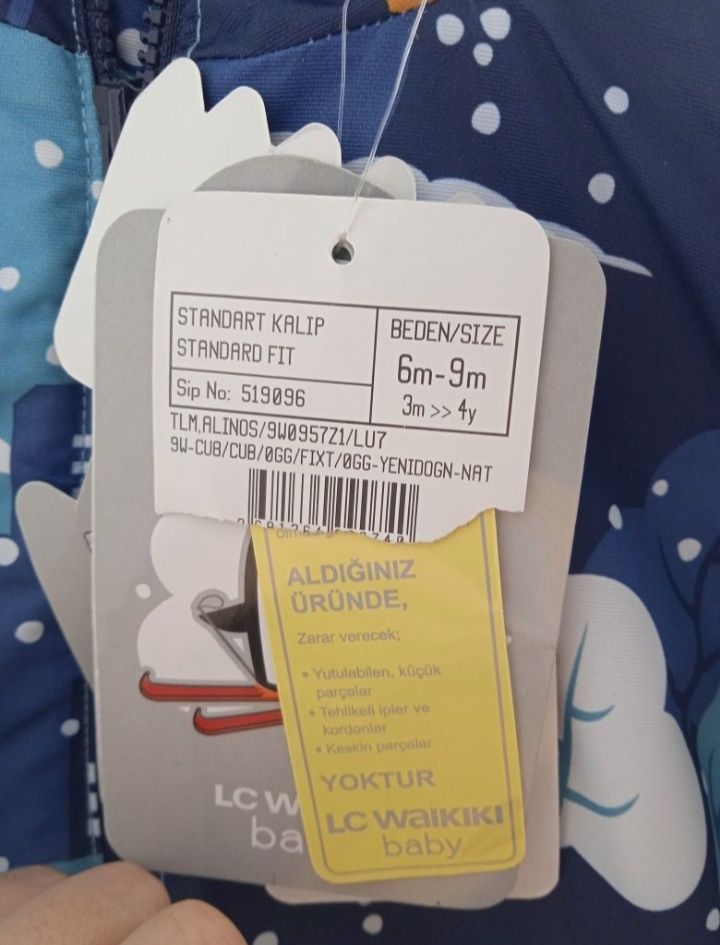 STANDART KALIP
STANDARD FIT
BEDEN/SIZE
6m-9m
3m >> 4y
Sip No: 519096
TLM,ALINOS/9W0957Z1/LU7
9W-CUB/CUB/0GG/FIXT/0GG-YENIDOGN-NAT
ALDIĞINIZ
ÜRÜNDE,
Zarar verecek;
• Yutulabilen, küçük
parçalar
• Tehlikeli ipler ve
kordonlar
• Keskin parçalar
YOKTUR
LC WAIKIKI
baby
LC W
ba